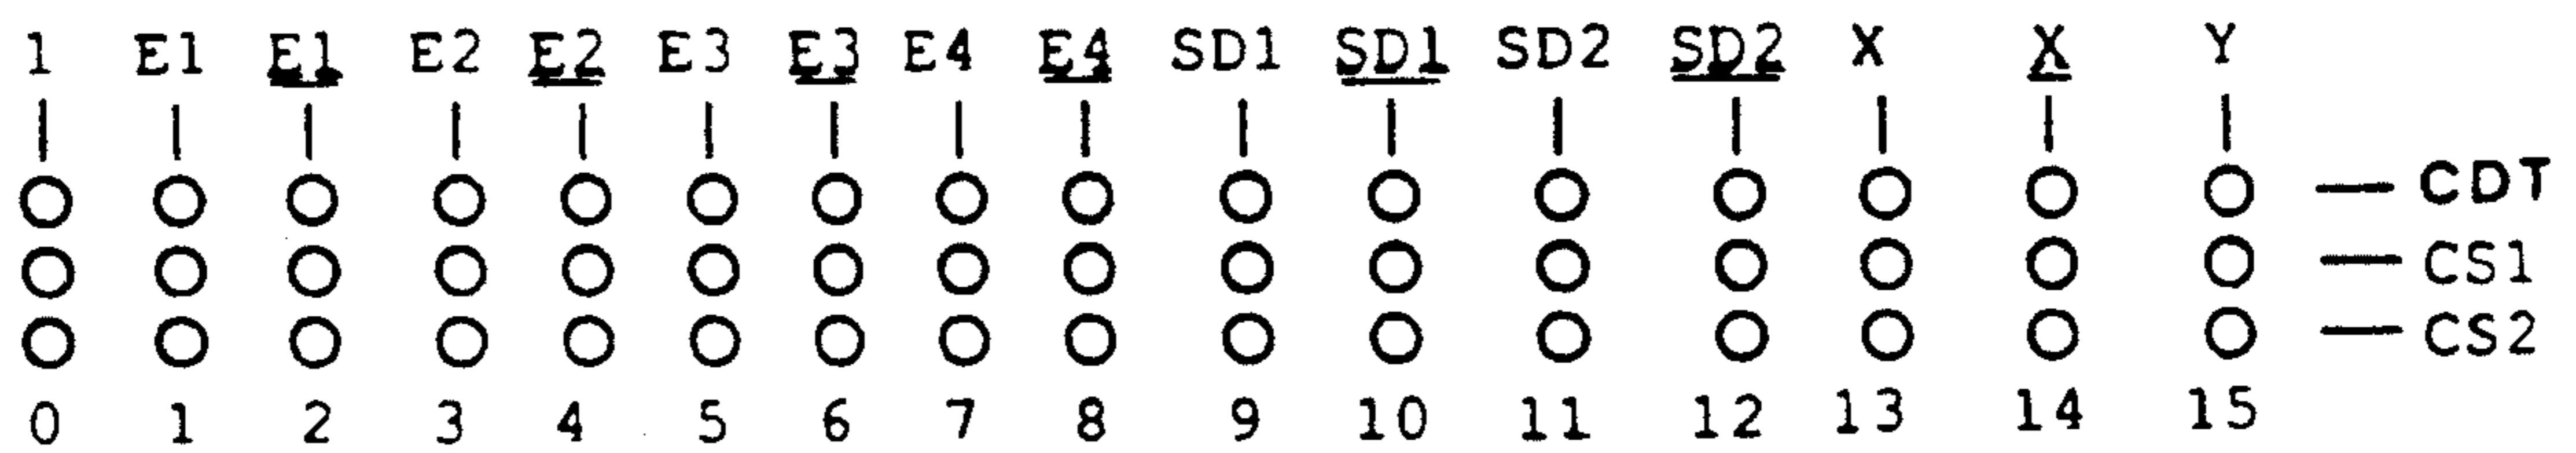 1 E1 E1 E2 E2 E3 E3 E4 E4 SD1 SD1 SD2 SD2 X X Y
CDT
CS1
CS2
0 1 2 3 4 5 6 7 8 9 10 11 12 13 14 15